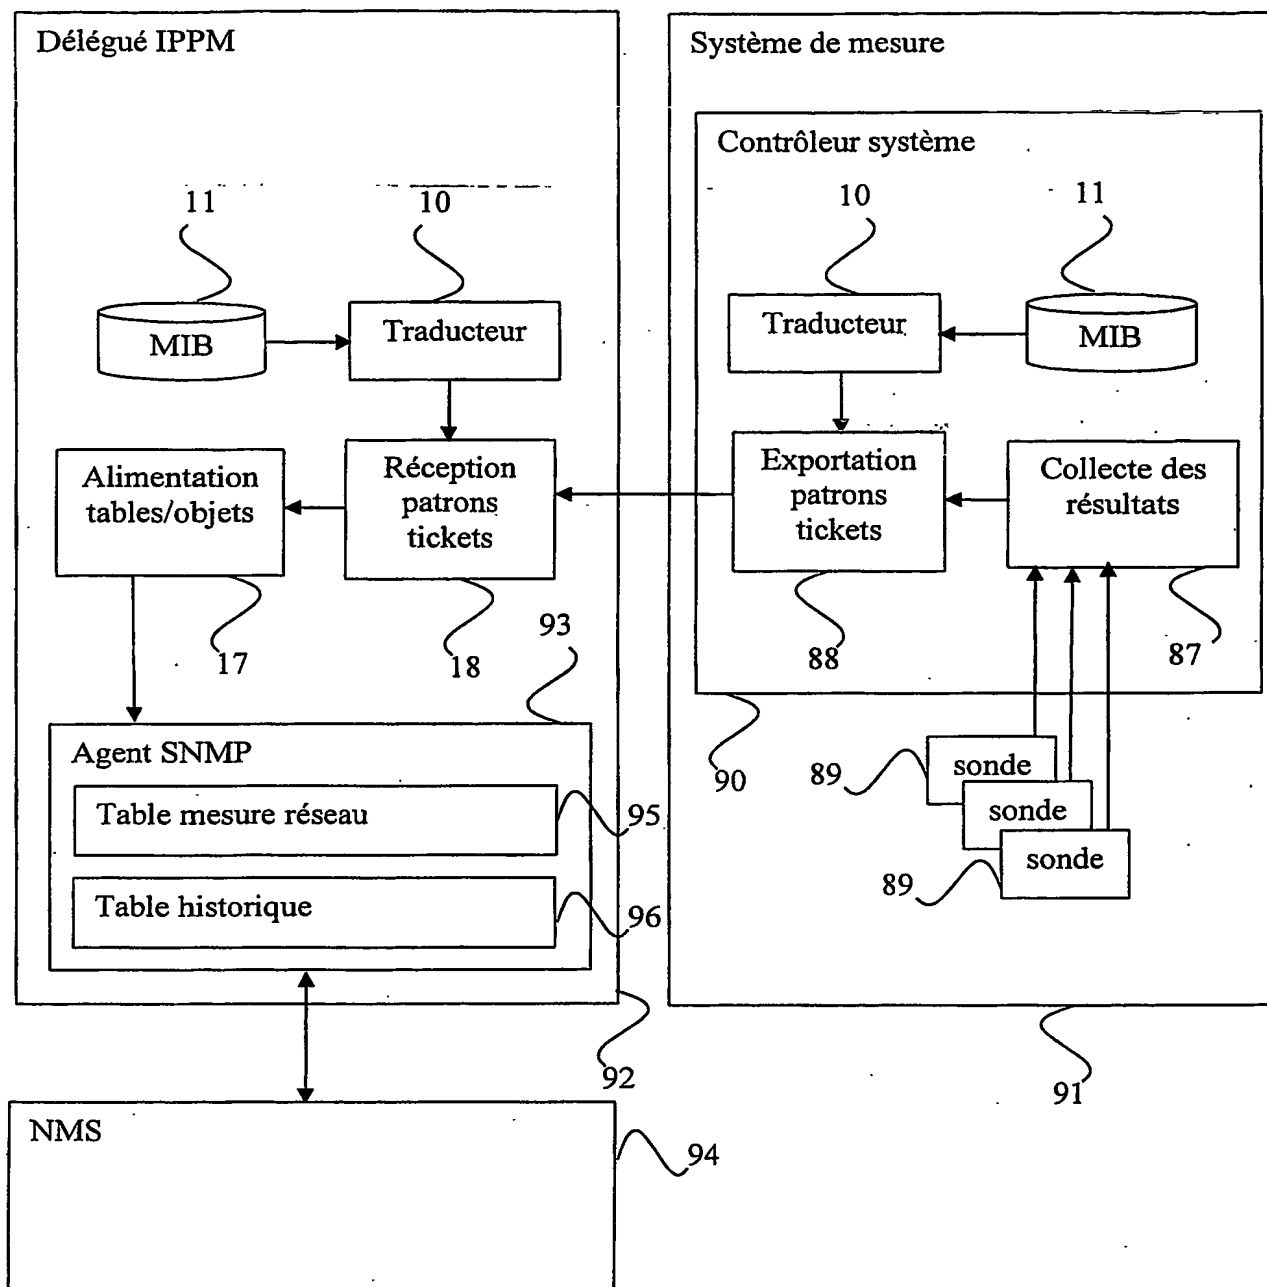 Délégué IPPM
11
10
MIB
Traducteur
Alimentation
tables/objets
Réception
patrons
tickets
17
18
93
Agent SNMP
Table mesure réseau
95
Table historique
96
92
NMS
94
Système de mesure
Contrôleur système
10
11
Traducteur
MIB
Exportation
patrons
tickets
Collecte des
résultats
88
87
90
89
sonde
sonde
sonde
89
91